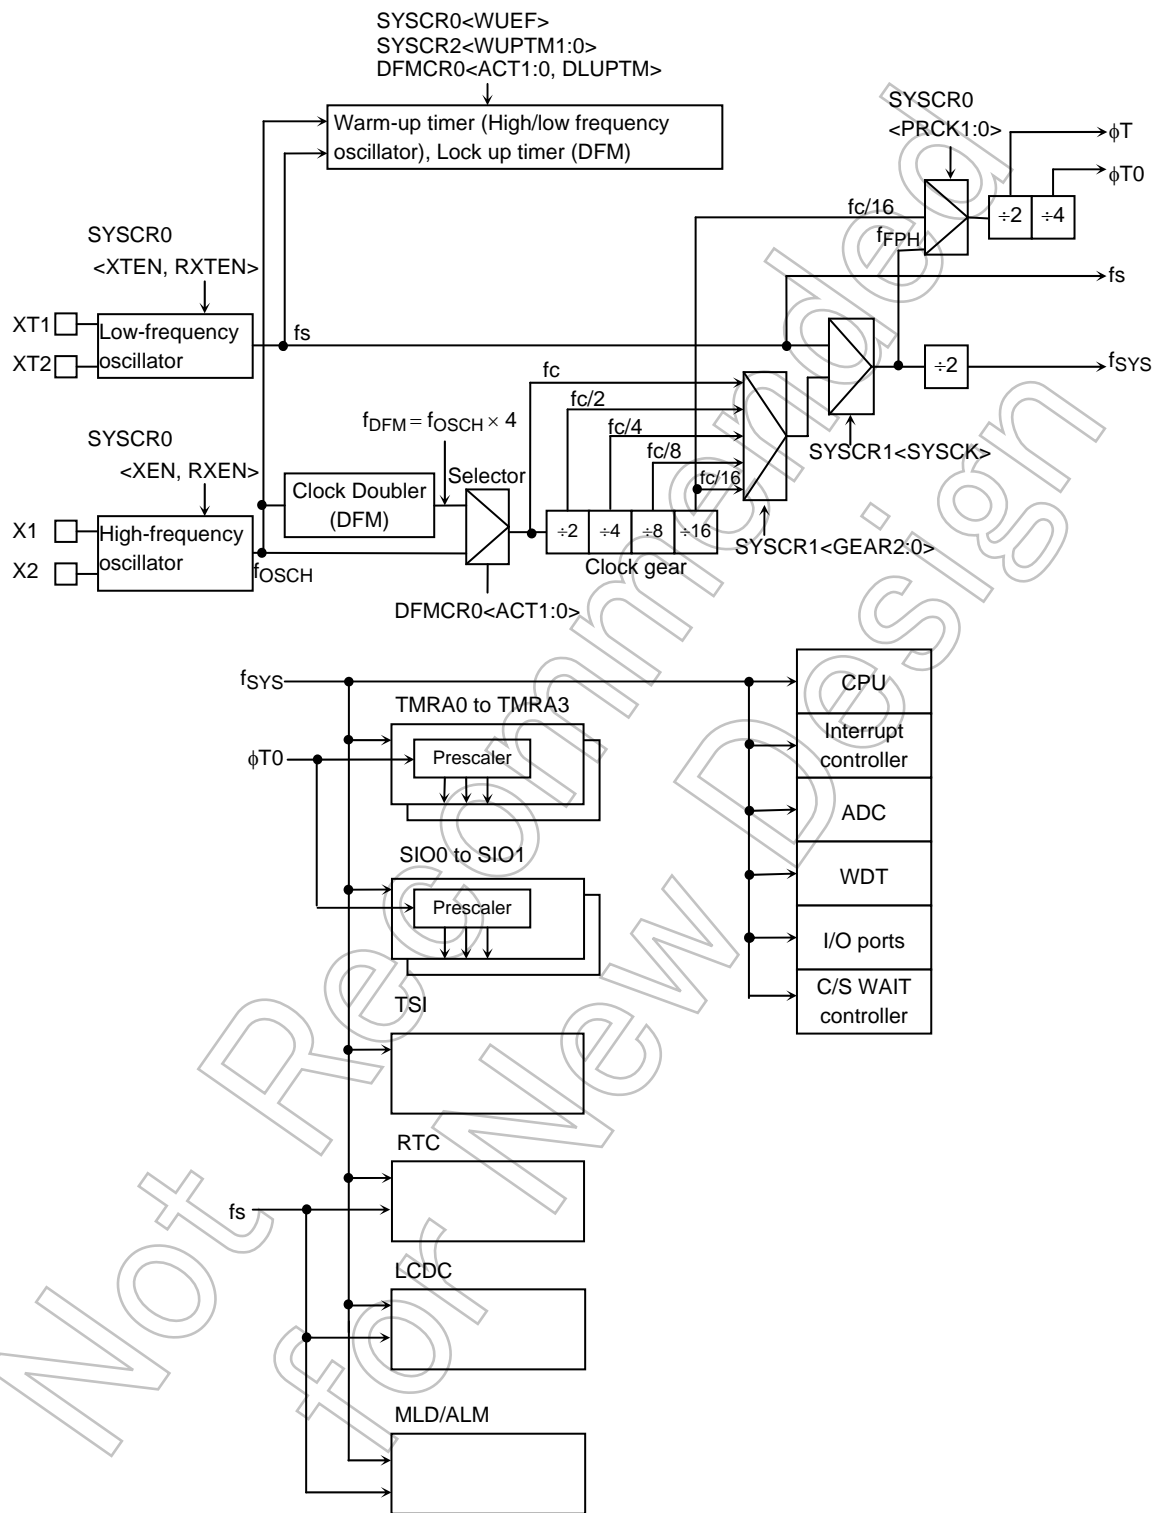 SYSCR0<WUEF>
SYSCR2<WUPTM1:0>
DFMCR0<ACT1:0, DLUPTM>
Warm-up timer (High/low frequency
oscillator), Lock up timer (DFM)
SYSCR0
<PRCK1:0>
ϕT
ϕT0
÷2
÷4
fc/16
fFPH
SYSCR0
<XTEN, RXTEN>
fs
XT1
XT2
Low-frequency
oscillator
fs
fc
÷2
fSYS
fc/2
fDFM = fOSCH × 4
fc/4
fc/8
fc/16
SYSCR1<SYSCK>
SYSCR0
<XEN, RXEN>
Clock Doubler
(DFM)
Selector
X1
X2
High-frequency
oscillator
fOSCH
÷2
÷4
÷8
÷16
Clock gear
SYSCR1<GEAR2:0>
DFMCR0<ACT1:0>
fSYS
TMRA0 to TMRA3
ϕT0
Prescaler
SIO0 to SIO1
Prescaler
TSI
RTC
fs
LCDC
MLD/ALM
CPU
Interrupt
controller
ADC
WDT
I/O ports
C/S WAIT
controller
Not Recommended
for New Design